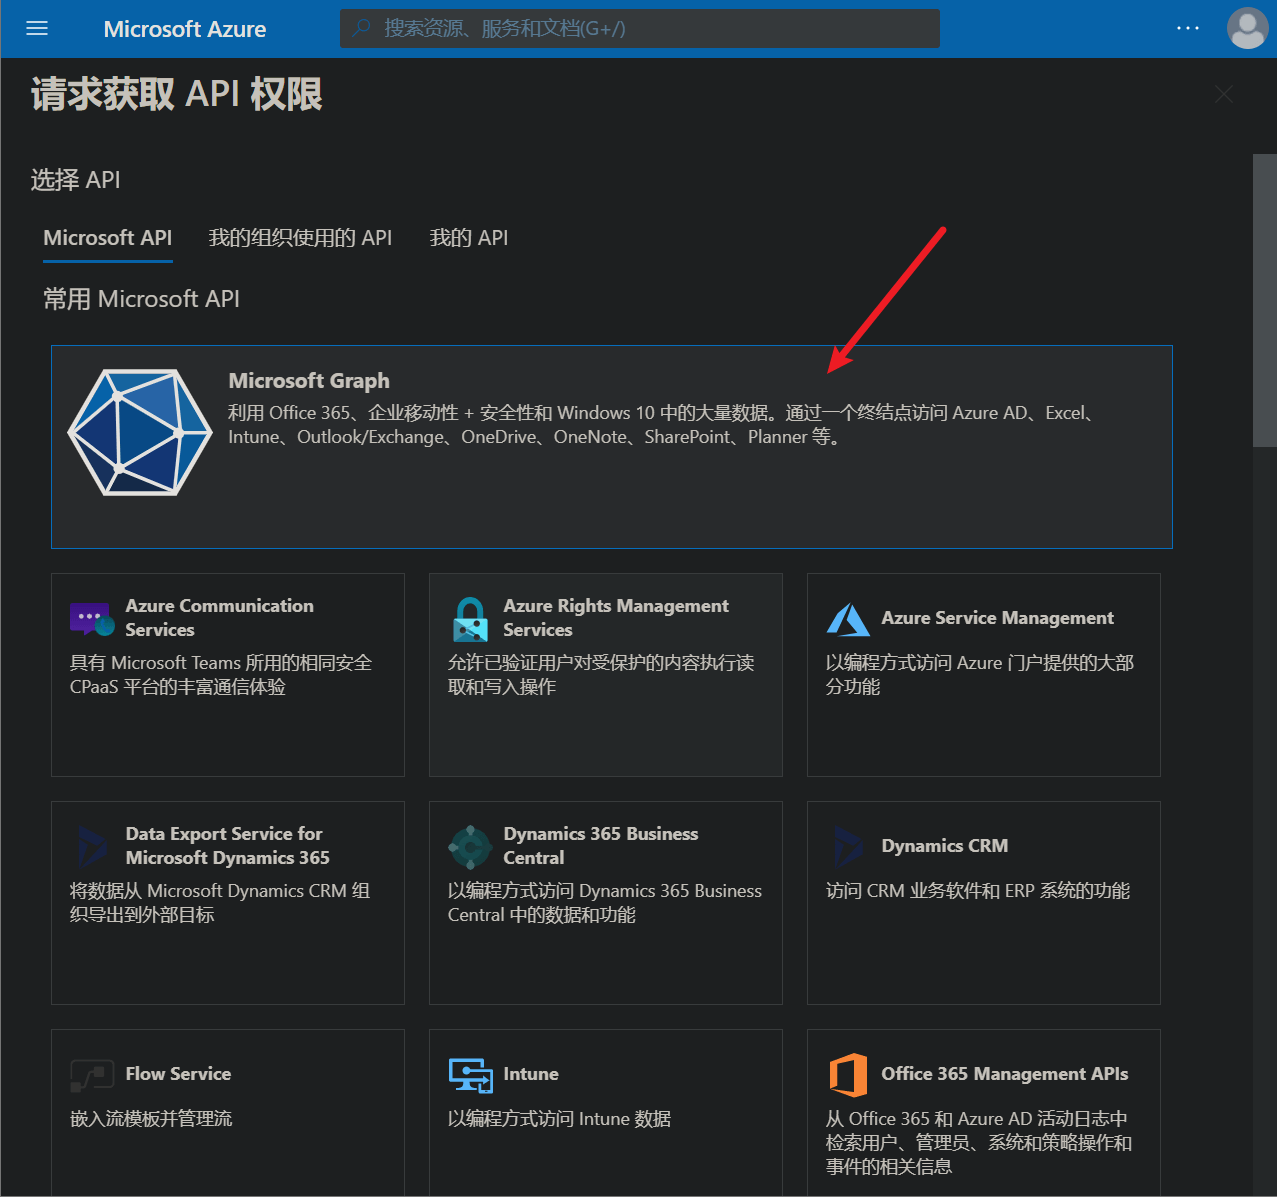 Microsoft Azure
搜索资源、服务和文档(G+/)
请求获取 API 权限
选择 API
Microsoft API
我的组织使用的 API
我的 API
常用 Microsoft API
Microsoft Graph
利用 Office 365、企业移动性 + 安全性和 Windows 10 中的大量数据。通过一个终结点访问 Azure AD、Excel、
Intune、Outlook/Exchange、OneDrive、OneNote、SharePoint、Planner 等。
Azure Communication
Services
具有 Microsoft Teams 所用的相同安全
CPaaS 平台的丰富通信体验
Azure Rights Management
Services
允许已验证用户对受保护的内容执行读
取和写入操作
Azure Service Management
以编程方式访问 Azure 门户提供的大部
分功能
Data Export Service for
Microsoft Dynamics 365
将数据从 Microsoft Dynamics CRM 组
织导出到外部目标
Dynamics 365 Business
Central
以编程方式访问 Dynamics 365 Business
Central 中的数据和功能
Dynamics CRM
访问 CRM 业务软件和 ERP 系统的功能
Flow Service
嵌入流模板并管理流
Intune
以编程方式访问 Intune 数据
Office 365 Management APIs
从 Office 365 和 Azure AD 活动日志中
检索用户、管理员、系统和策略操作和
事件的相关信息